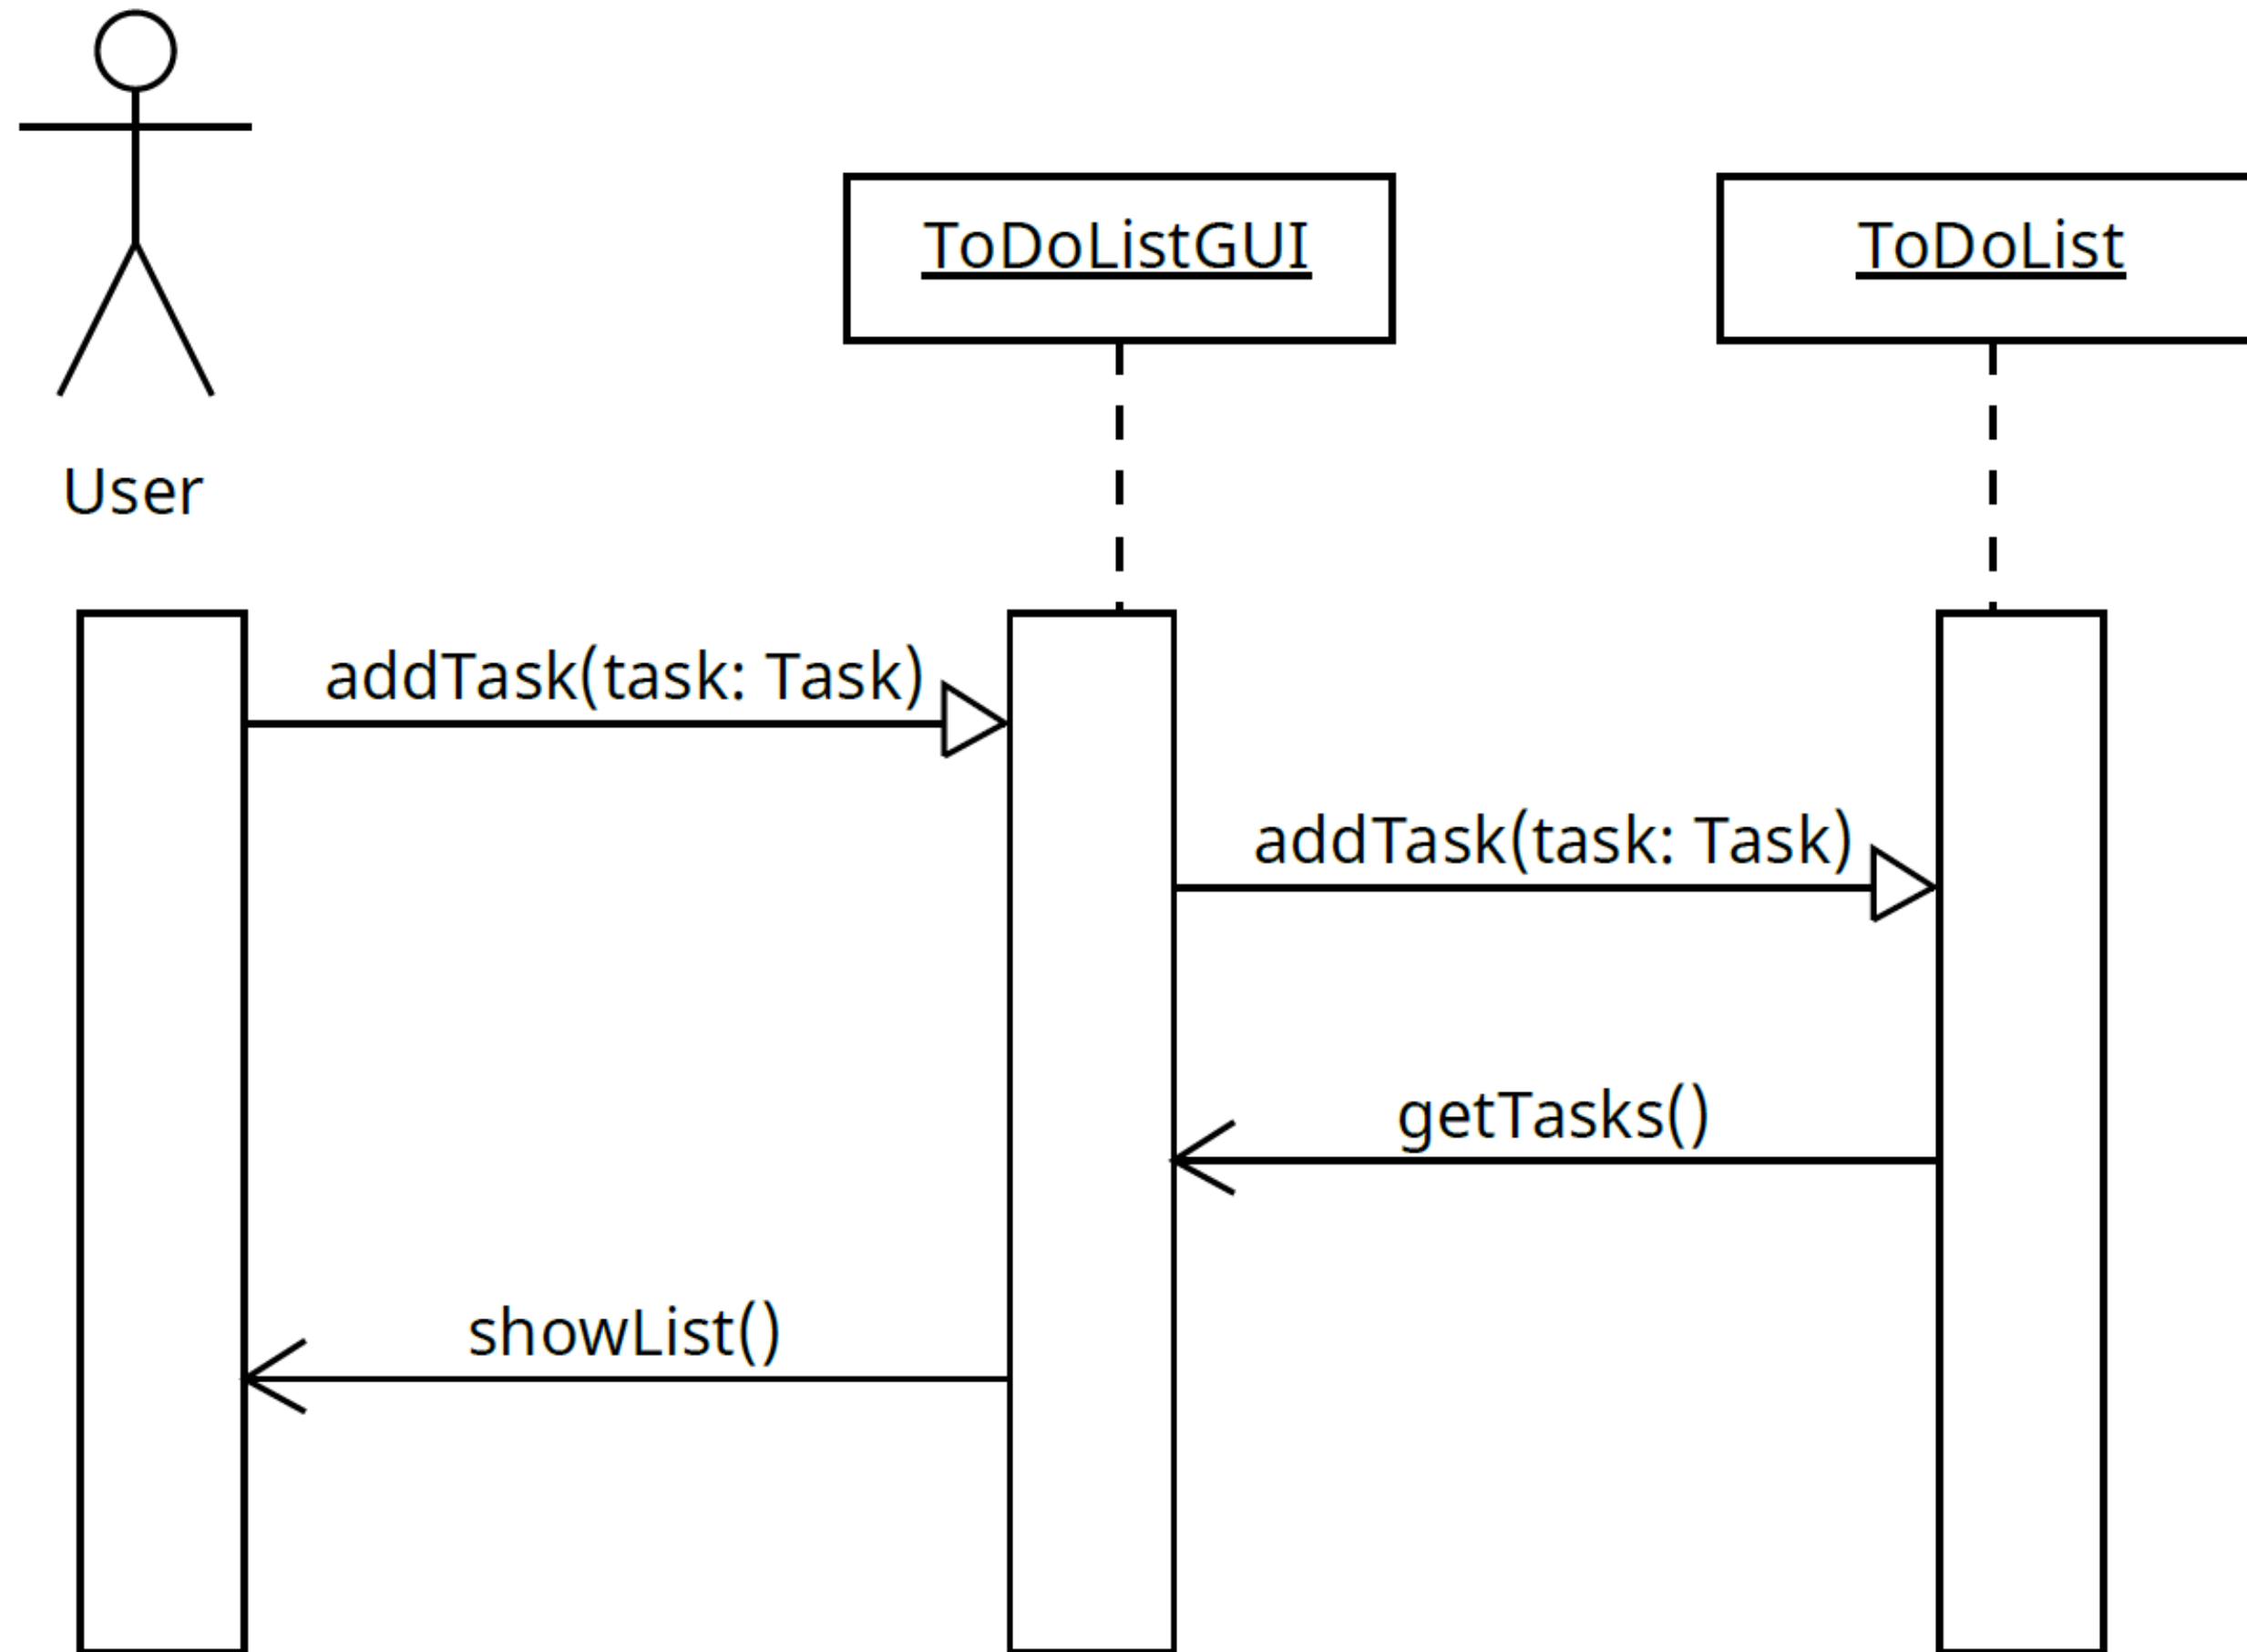 ToDoListGUI
ToDoList
User
addTask(task: Task)
addTask(task: Task)
getTasks()
showList()